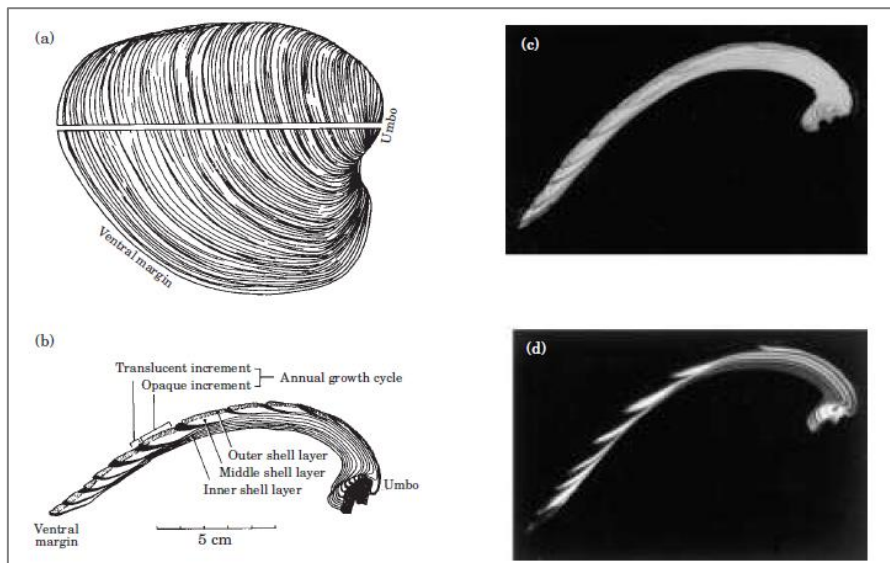 (a)
Umbo
Ventral margin
(b)
Translucent increment
Opaque increment
Annual growth cycle
Outer shell layer
Middle shell layer
Inner shell layer
Umbo
Ventral
margin
5 cm
(c)
(d)